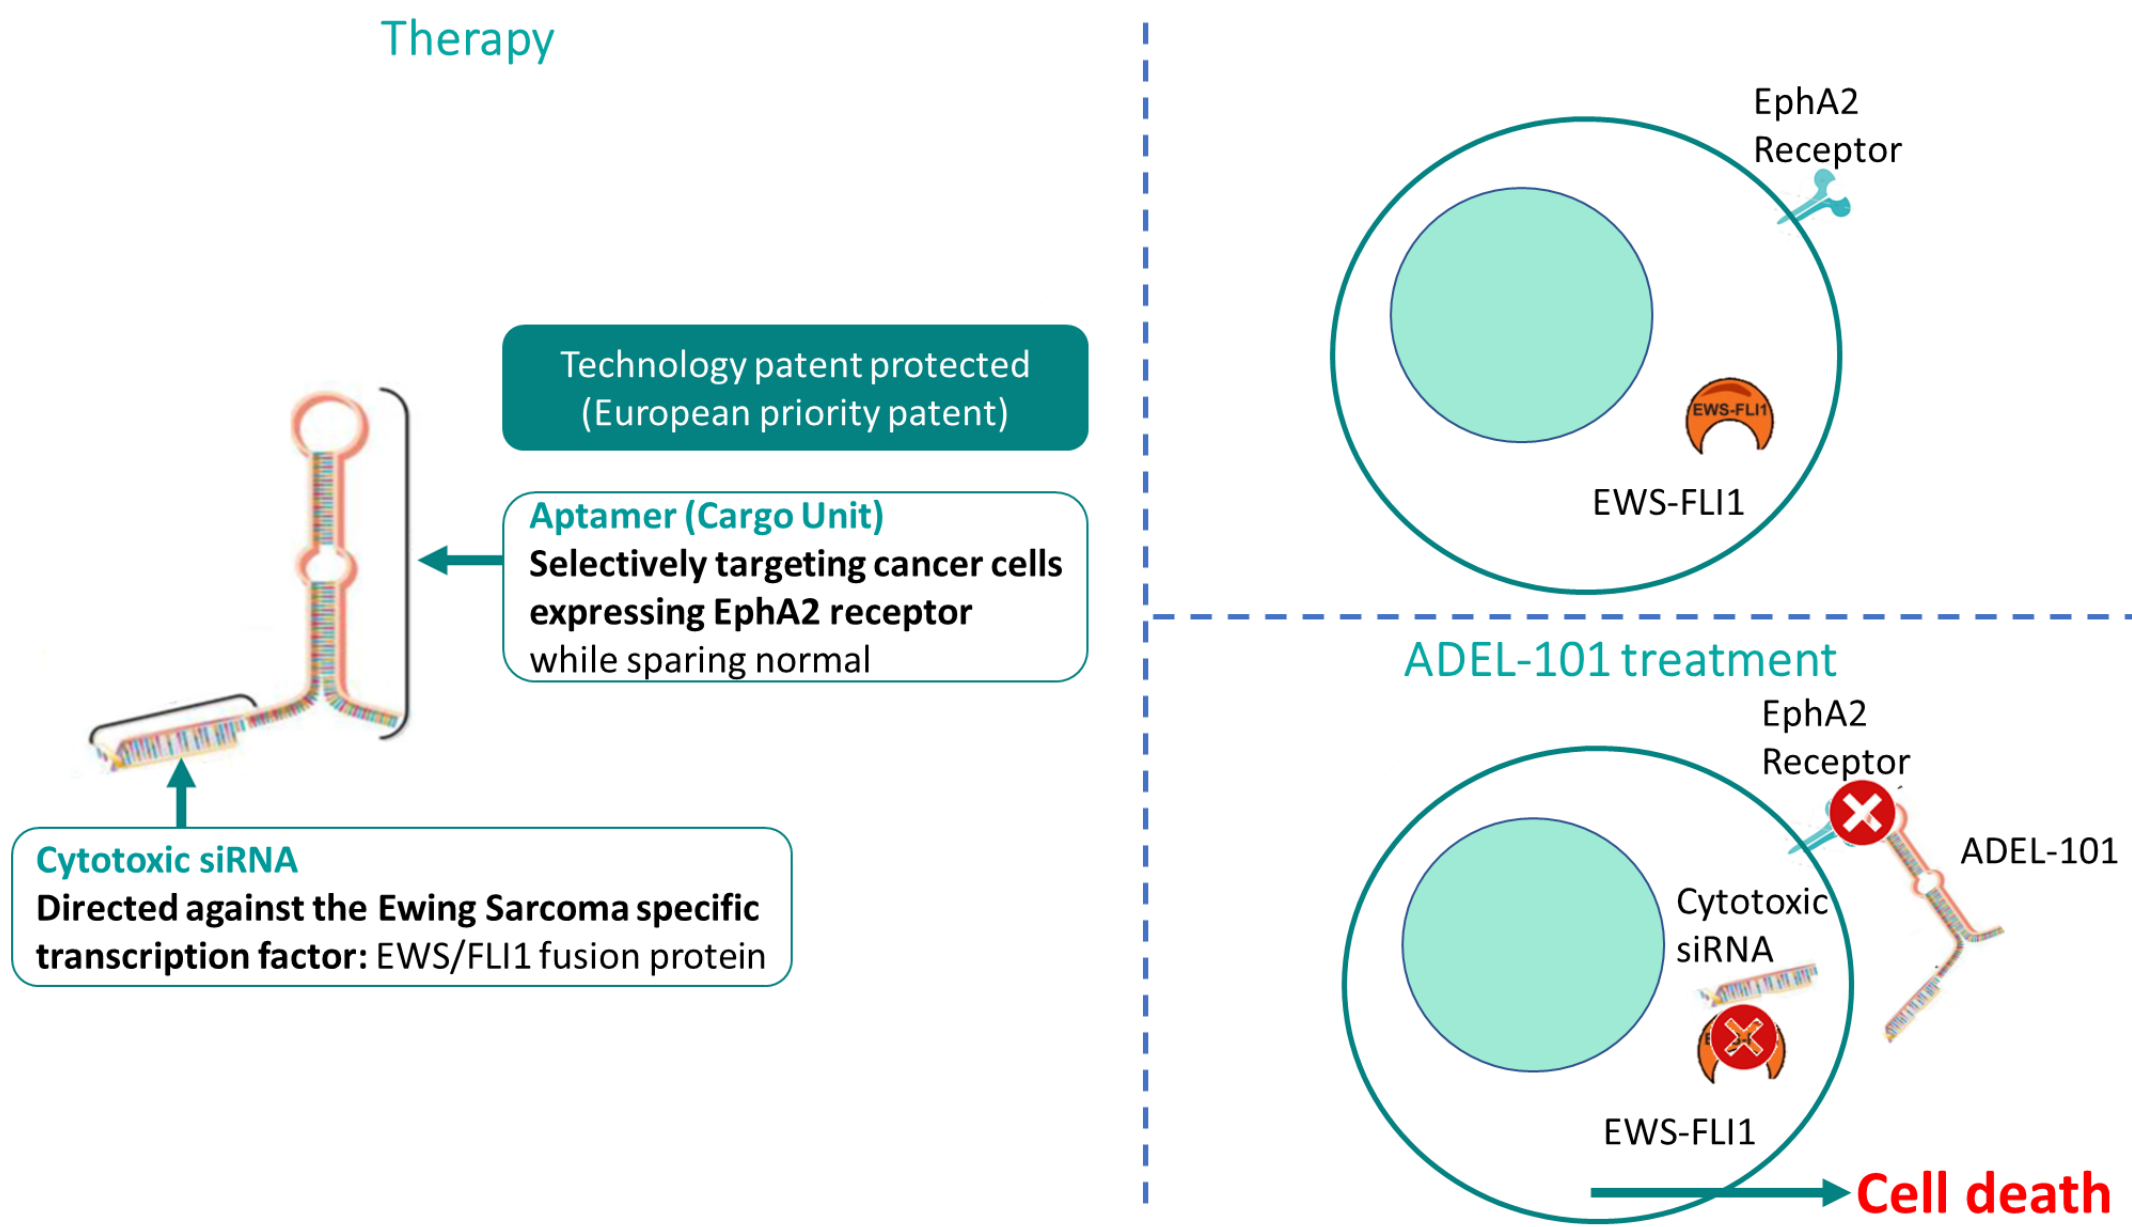 Therapy
Technology patent protected
(European priority patent)
Aptamer (Cargo Unit)
Selectively targeting cancer cells
expressing EphA2 receptor
while sparing normal
Cytotoxic siRNA
Directed against the Ewing Sarcoma specific
transcription factor: EWS/FLI1 fusion protein
EphA2
Receptor
EWS-FLI1
EWS-FLI1
ADEL-101 treatment
EphA2
Receptor
ADEL-101
Cytotoxic
siRNA
EWS-FLI1
Cell death